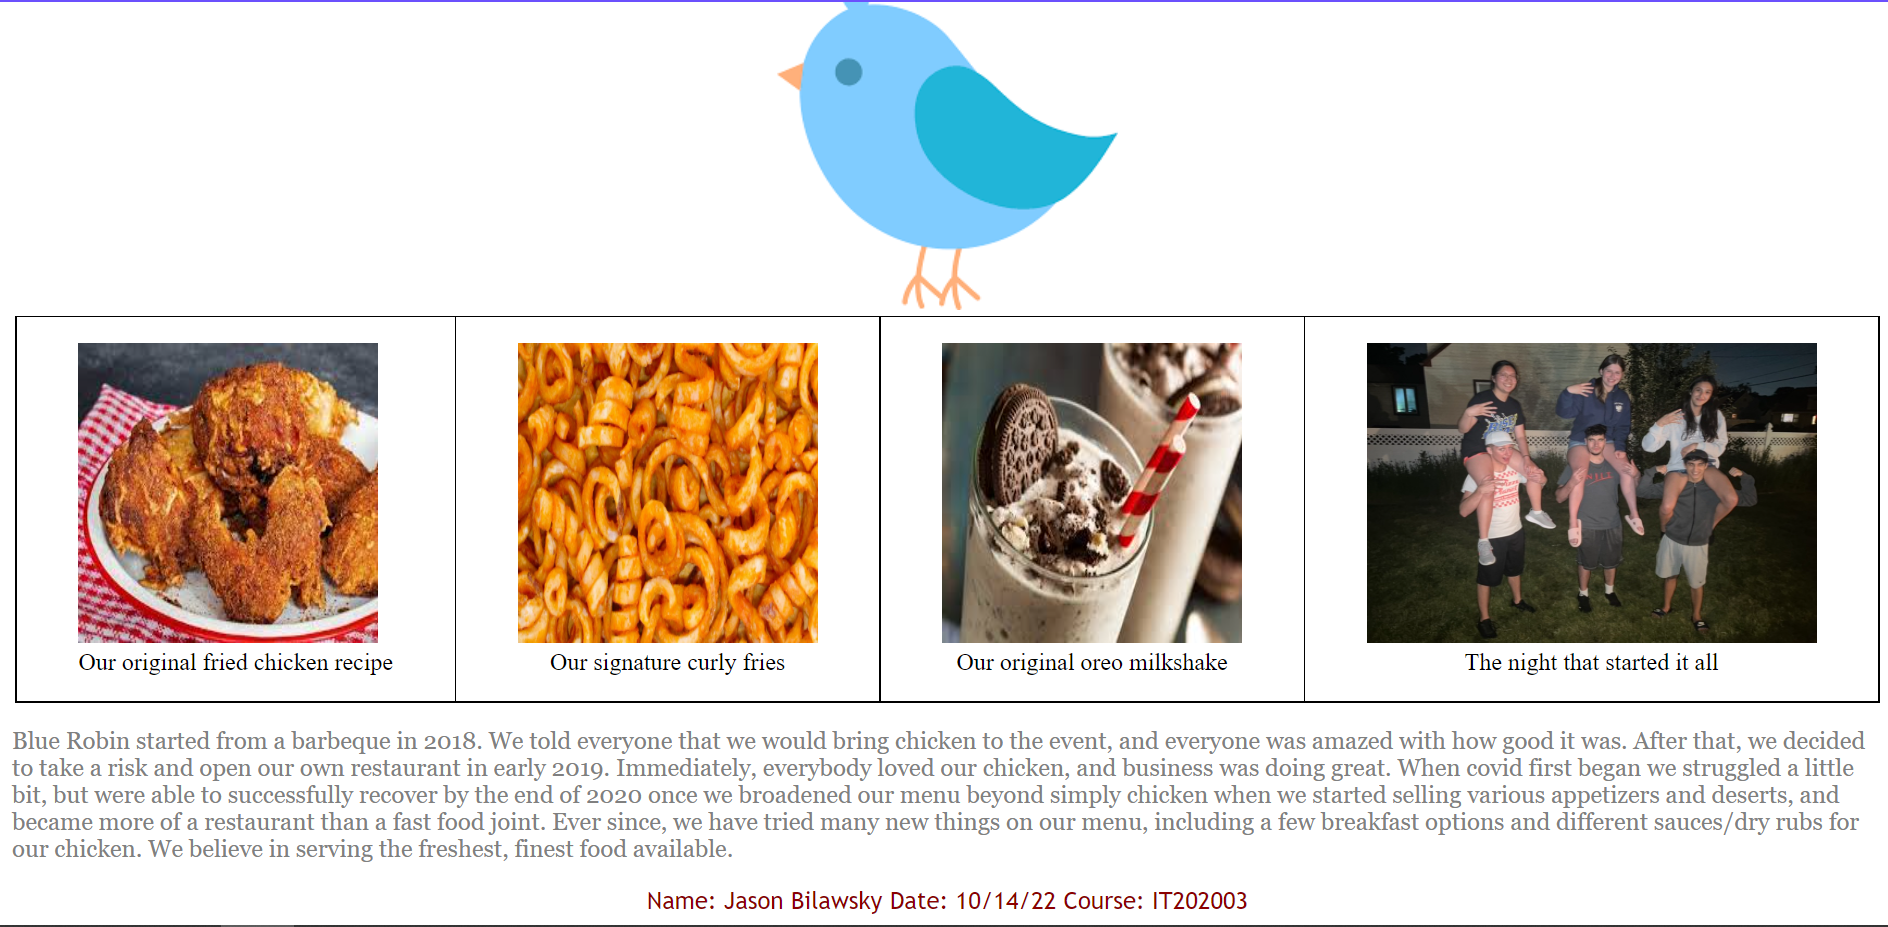 Our original fried chicken recipe
Our signature curly fries
Our original oreo milkshake
The night that started it all
Blue Robin started from a barbeque in 2018. We told everyone that we would bring chicken to the event, and everyone was amazed with how good it was. After that, we decided
to take a risk and open our own restaurant in early 2019. Immediately, everybody loved our chicken, and business was doing great. When covid first began we struggled a little
bit, but were able to successfully recover by the end of 2020 once we broadened our menu beyond simply chicken when we started selling various appetizers and deserts, and
became more of a restaurant than a fast food joint. Ever since, we have tried many new things on our menu, including a few breakfast options and different sauces/dry rubs for
our chicken. We believe in serving the freshest, finest food available.
Name: Jason Bilawsky Date: 10/14/22 Course: IT202003